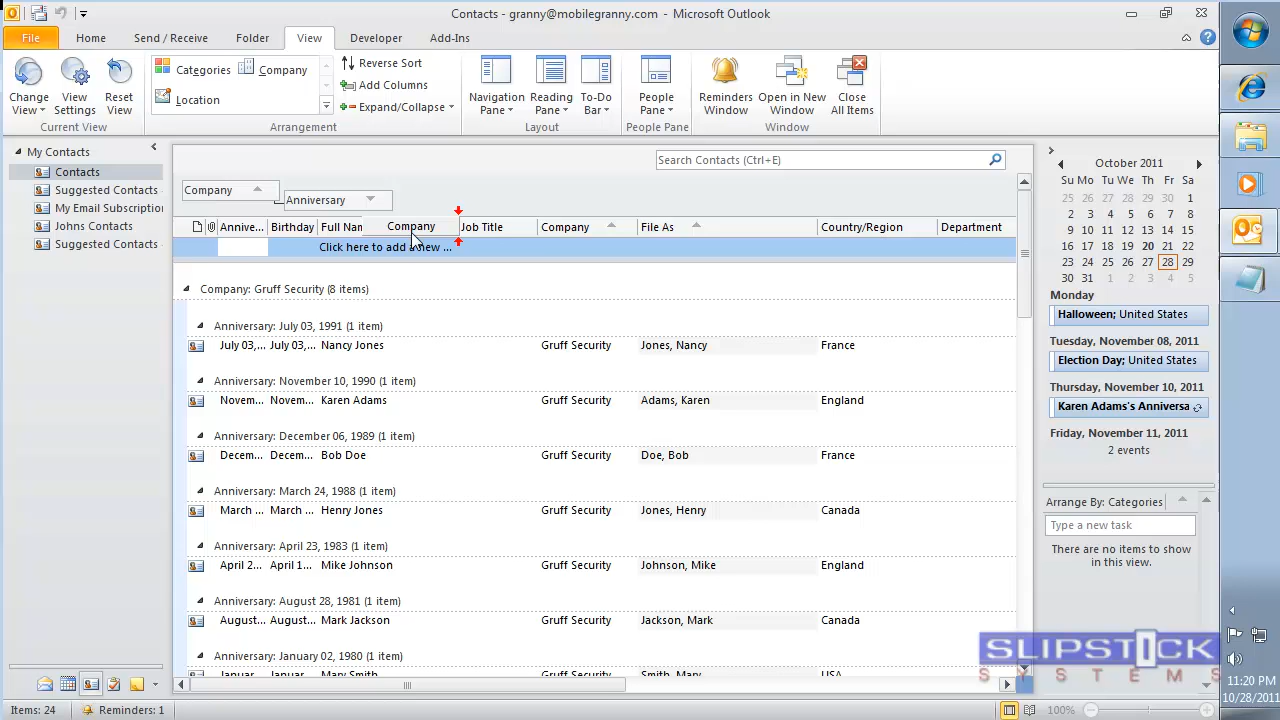 Contacts - granny@mobilegranny.com - Microsoft Outlook
File Home Send / Receive Folder View Developer Add-Ins
Change View
View Settings
Reset View
Current View
Categories Company
Location
Reverse Sort
Add Columns
Expand/Collapse
Arrangement
Navigation Pane
Reading Pane
To-Do Bar
Layout
People Pane
People Pane
Reminders Window
Open in New Window
Close All Items
Window
My Contacts
Contacts
Suggested Contacts
My Email Subscription
Johns Contacts
Suggested Contacts
Search Contacts (Ctrl+E)
Company
Anniversary
Annive... Birthday Full Nam Company Job Title Company File As Country/Region Department
Click here to add a new ...
Company: Gruff Security (8 items)
Anniversary: July 03, 1991 (1 item)
July 03,... July 03,... Nancy Jones Gruff Security Jones, Nancy France
Anniversary: November 10, 1990 (1 item)
Novem... Novem... Karen Adams Gruff Security Adams, Karen England
Anniversary: December 06, 1989 (1 item)
Decem... Decem... Bob Doe Gruff Security Doe, Bob France
Anniversary: March 24, 1988 (1 item)
March ... March ... Henry Jones Gruff Security Jones, Henry Canada
Anniversary: April 23, 1983 (1 item)
April 2... April 1... Mike Johnson Gruff Security Johnson, Mike England
Anniversary: August 28, 1981 (1 item)
August... August... Mark Jackson Gruff Security Jackson, Mark Canada
Anniversary: January 02, 1980 (1 item)
Januar... Januar... Mary Smith Gruff Security Smith, Mary USA
October 2011
Su Mo Tu We Th Fr Sa
25 26 27 28 29 30 1
2 3 4 5 6 7 8
9 10 11 12 13 14 15
16 17 18 19 20 21 22
23 24 25 26 27 28 29
30 31 1 2 3 4 5
Monday
Halloween; United States
Tuesday, November 08, 2011
Election Day; United States
Thursday, November 10, 2011
Karen Adams's Anniversa
Friday, November 11, 2011
2 events
Arrange By: Categories
Type a new task
There are no items to show
in this view.
SLIPSTICK
SYSTEMS
Items: 24 Reminders: 1 100%
11:20 PM
10/28/2011